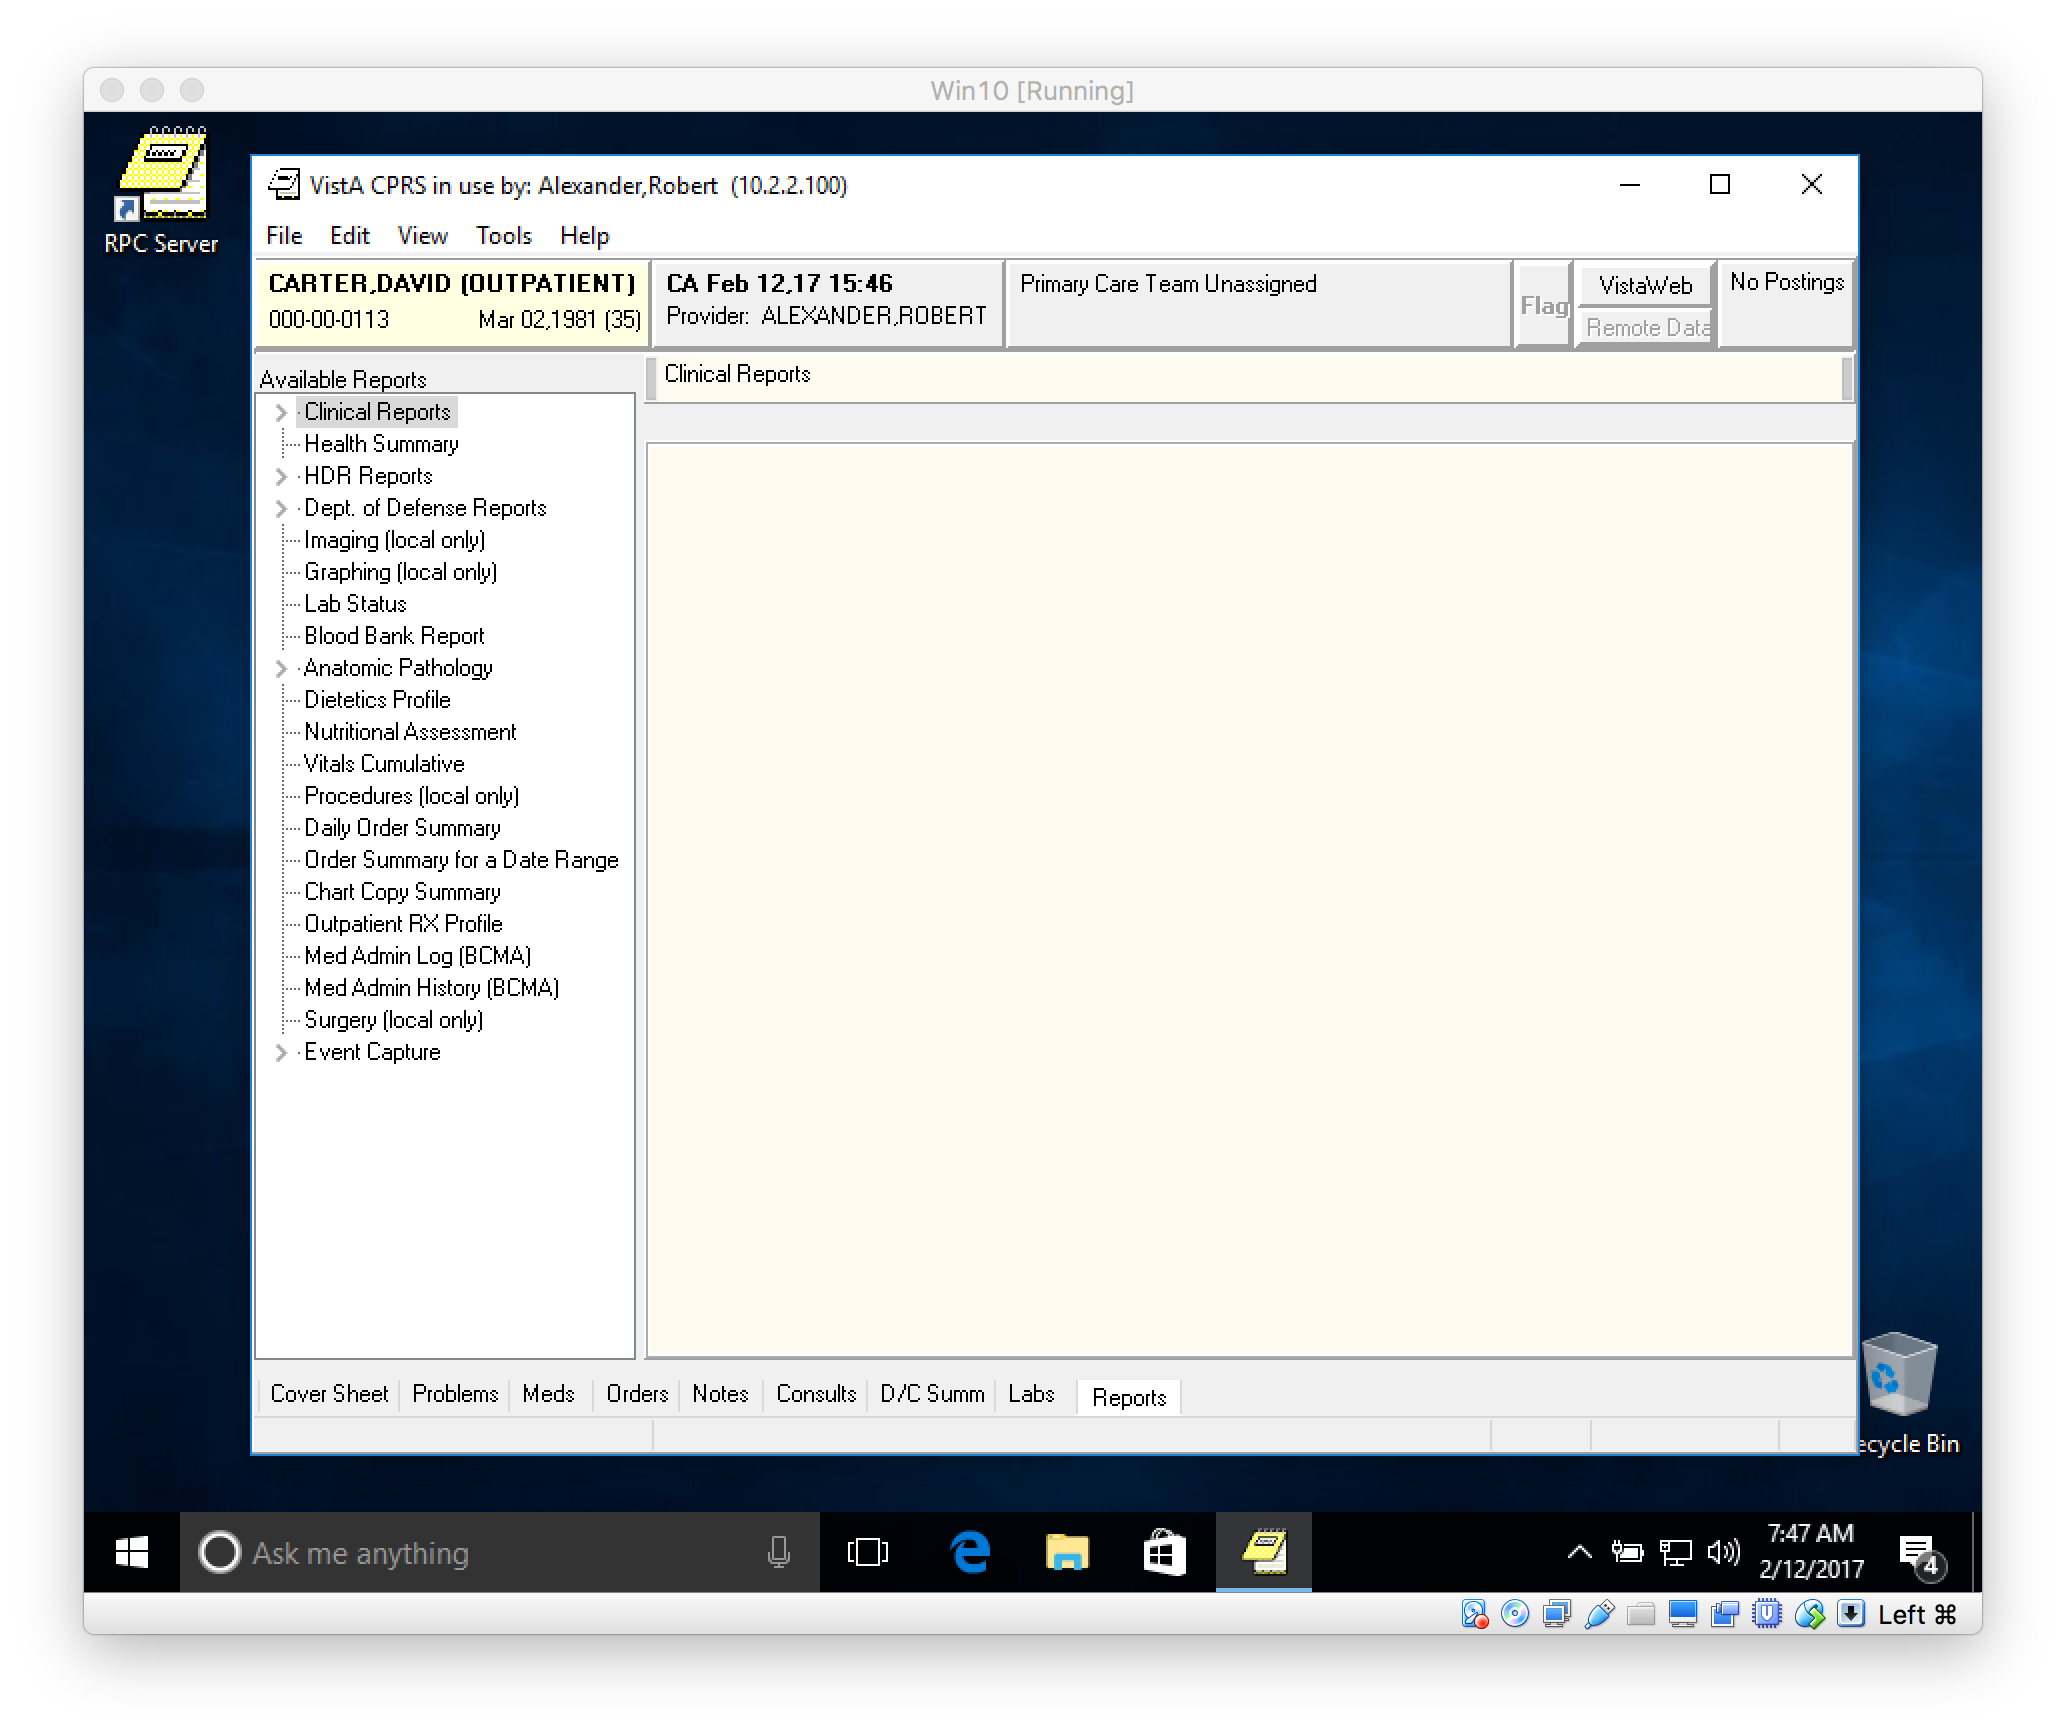 Win10 [Running]
RPC Server
VistA CPRS in use by: Alexander,Robert (10.2.2.100)
File Edit View Tools Help
CARTER,DAVID (OUTPATIENT)
000-00-0113 Mar 02,1981 (35)
CA Feb 12,17 15:46
Provider: ALEXANDER,ROBERT
Primary Care Team Unassigned
Flag
VistaWeb
Remote Data
No Postings
Available Reports
Clinical Reports
Health Summary
HDR Reports
Dept. of Defense Reports
Imaging (local only)
Graphing (local only)
Lab Status
Blood Bank Report
Anatomic Pathology
Dietetics Profile
Nutritional Assessment
Vitals Cumulative
Procedures (local only)
Daily Order Summary
Order Summary for a Date Range
Chart Copy Summary
Outpatient RX Profile
Med Admin Log (BCMA)
Med Admin History (BCMA)
Surgery (local only)
Event Capture
Clinical Reports
Cover Sheet Problems Meds Orders Notes Consults D/C Summ Labs Reports
ecycle Bin
Ask me anything
7:47 AM
2/12/2017
4
Left ⌘